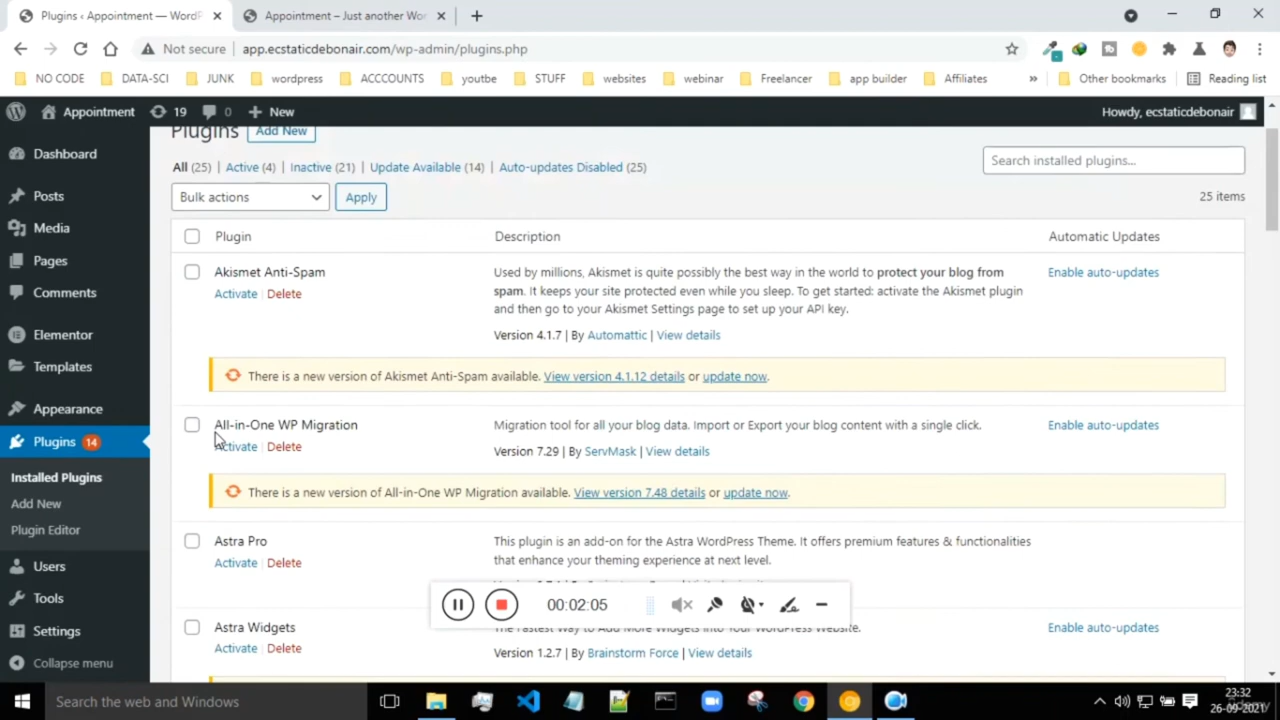 Plugins ‹ Appointment — WordPr
Appointment – Just another Wor
Not secure
app.ecstaticdebonair.com/wp-admin/plugins.php
NO CODE
DATA-SCI
JUNK
wordpress
ACCCOUNTS
youtbe
STUFF
websites
webinar
Freelancer
app builder
Affiliates
»
Other bookmarks
Reading list
Appointment
19
0
New
Howdy, ecstaticdebonair
Dashboard
Posts
Media
Pages
Comments
Elementor
Templates
Appearance
Plugins 14
Installed Plugins
Add New
Plugin Editor
Users
Tools
Settings
Collapse menu
Plugins Add New
All (25) | Active (4) | Inactive (21) | Update Available (14) | Auto-updates Disabled (25)
Search installed plugins...
Bulk actions
Apply
25 items
Plugin
Description
Automatic Updates
Akismet Anti-Spam
Activate | Delete
Used by millions, Akismet is quite possibly the best way in the world to protect your blog from
spam. It keeps your site protected even while you sleep. To get started: activate the Akismet plugin
and then go to your Akismet Settings page to set up your API key.
Version 4.1.7 | By Automattic | View details
Enable auto-updates
There is a new version of Akismet Anti-Spam available. View version 4.1.12 details or update now.
All-in-One WP Migration
Activate | Delete
Migration tool for all your blog data. Import or Export your blog content with a single click.
Version 7.29 | By ServMask | View details
Enable auto-updates
There is a new version of All-in-One WP Migration available. View version 7.48 details or update now.
Astra Pro
Activate | Delete
This plugin is an add-on for the Astra WordPress Theme. It offers premium features & functionalities
that enhance your theming experience at next level.
00:02:05
Astra Widgets
Activate | Delete
The Fastest Way to Add More Widgets into Your WordPress Website.
Version 1.2.7 | By Brainstorm Force | View details
Enable auto-updates
Search the web and Windows
23:32
26-09-2021